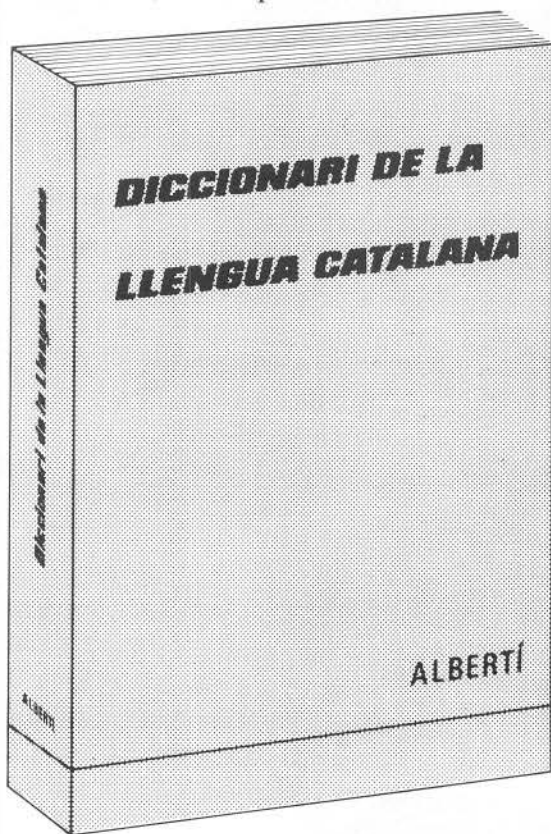 DICCIONARI DE LA
LLENGUA CATALANA
ALBERTÍ
Diccionari de la Llengua Catalana
ALBERTÍ